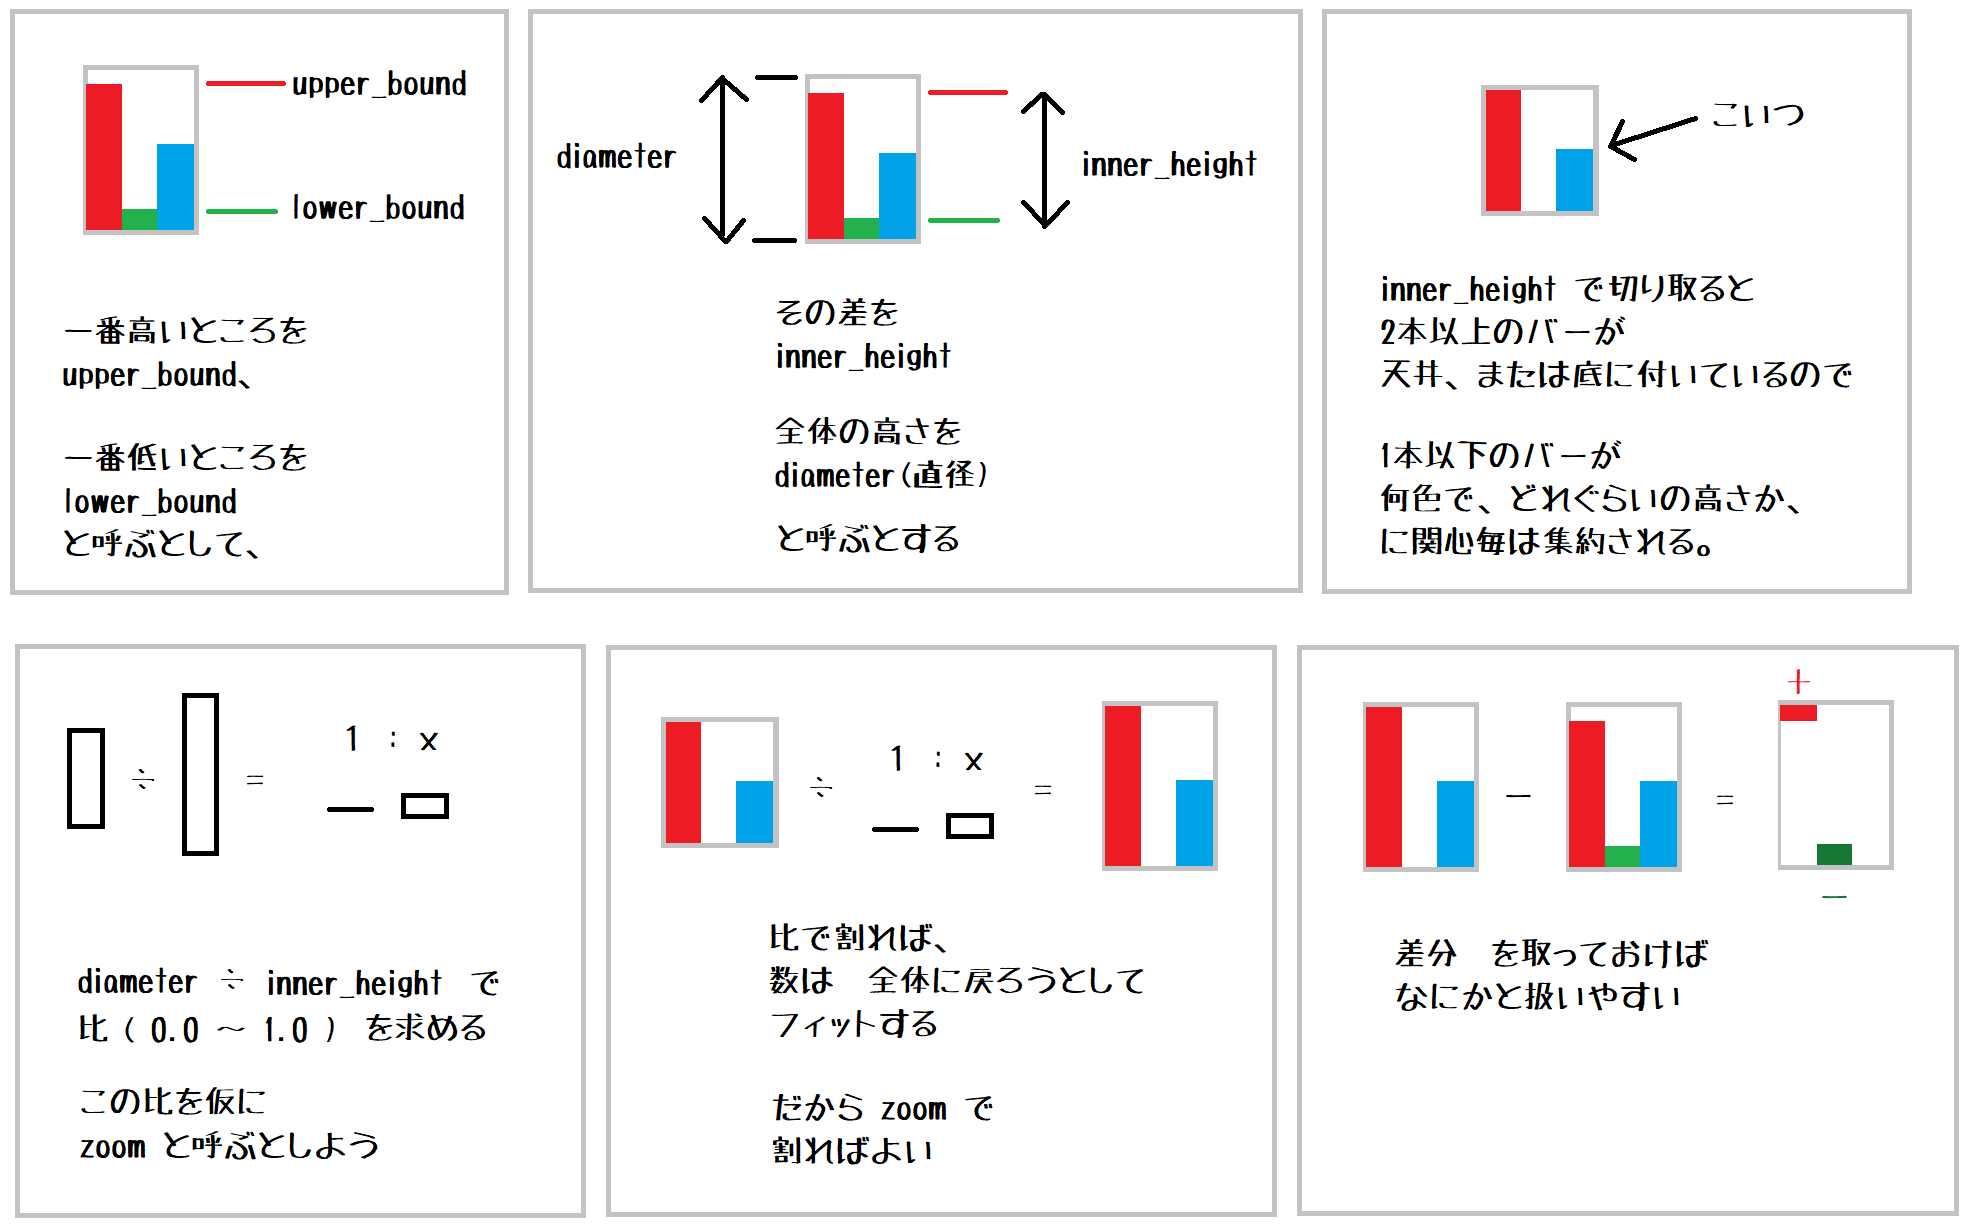 upper_bound
lower_bound
一番高いところを
upper_bound、
一番低いところを
lower_bound
と呼ぶとして、
diameter
inner_height
その差を
inner_height
全体の高さを
diameter(直径)
と呼ぶとする
こいつ
inner_height で切り取ると
2本以上のバーが
天井、または底に付いているので
1本以下のバーが
何色で、どれぐらいの高さか、
に関心毎は集約される。
÷ = 1 : x
diameter ÷ inner_height で
比 ( 0.0 ～ 1.0 ) を求める
この比を仮に
zoom と呼ぶとしよう
÷ 1 : x =
比で割れば、
数は 全体に戻ろうとして
フィットする
だから zoom で
割ればよい
+
− =
−
差分 を取っておけば
なにかと扱いやすい